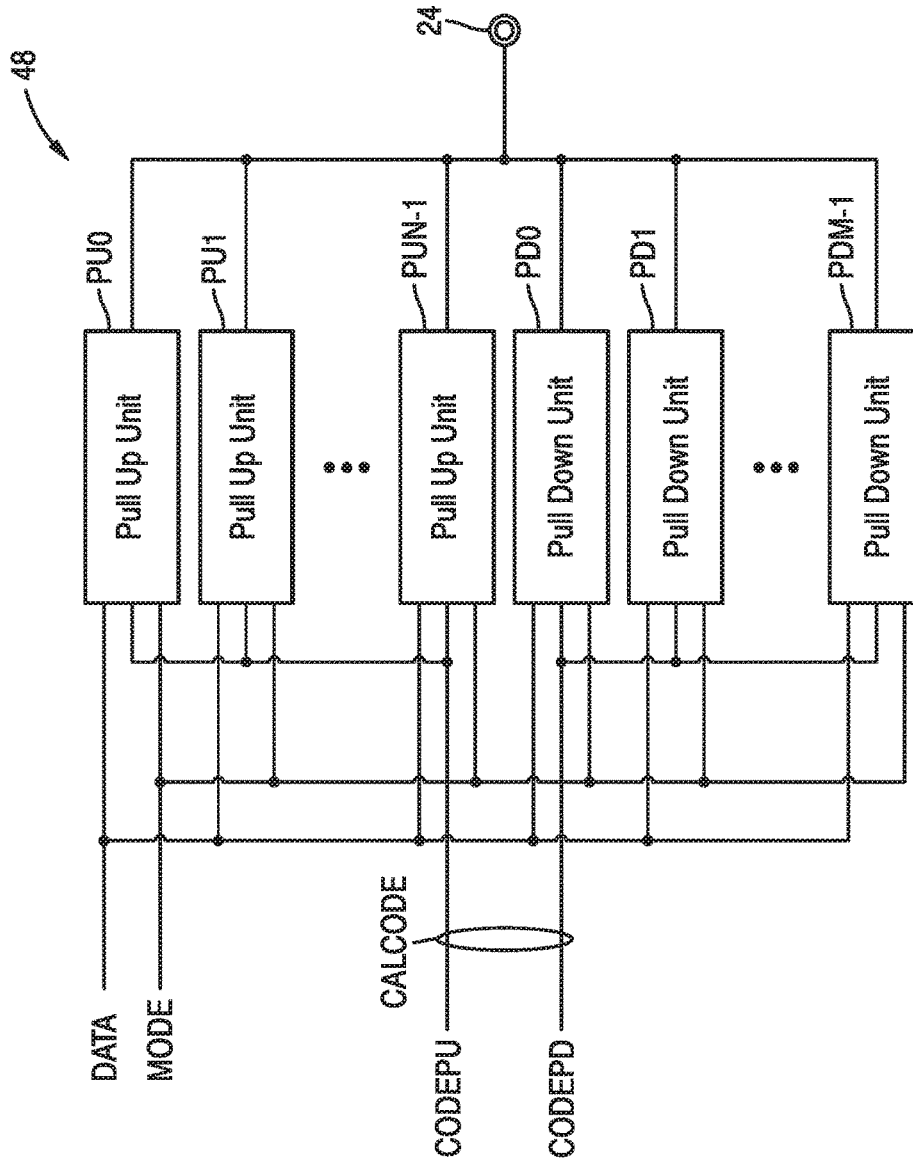 48
24
PU0
Pull Up Unit
PU1
Pull Up Unit
PUN-1
Pull Up Unit
PD0
Pull Down Unit
PD1
Pull Down Unit
PDM-1
Pull Down Unit
DATA
MODE
CALCODE
CODEPU
CODEPD